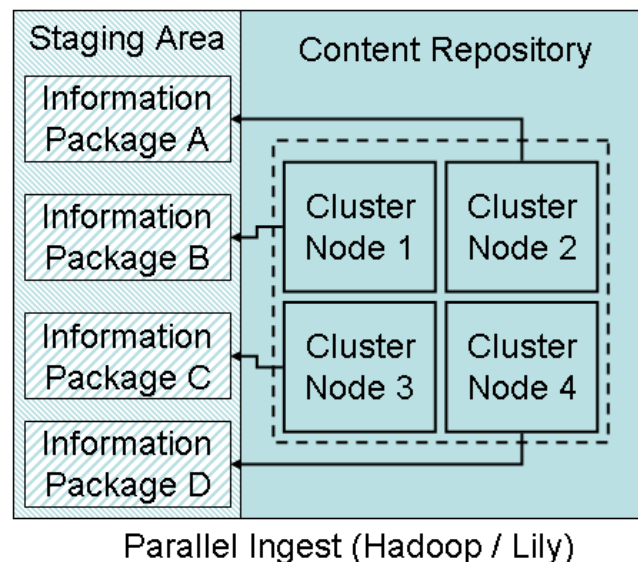 Staging Area
Content Repository
Information
Package A
Information
Package B
Information
Package C
Information
Package D
Cluster
Node 1
Cluster
Node 2
Cluster
Node 3
Cluster
Node 4
Parallel Ingest (Hadoop / Lily)